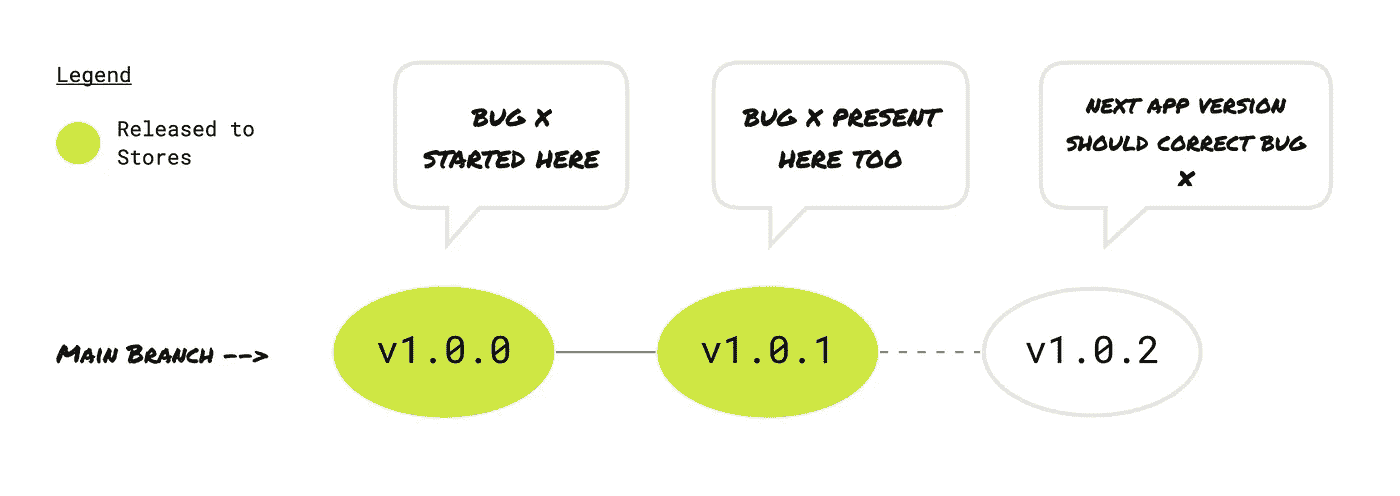 Legend
Released to
Stores
BUG X
STARTED HERE
BUG X PRESENT
HERE TOO
NEXT APP VERSION
SHOULD CORRECT BUG
X
MAIN BRANCH -->
v1.0.0
v1.0.1
v1.0.2